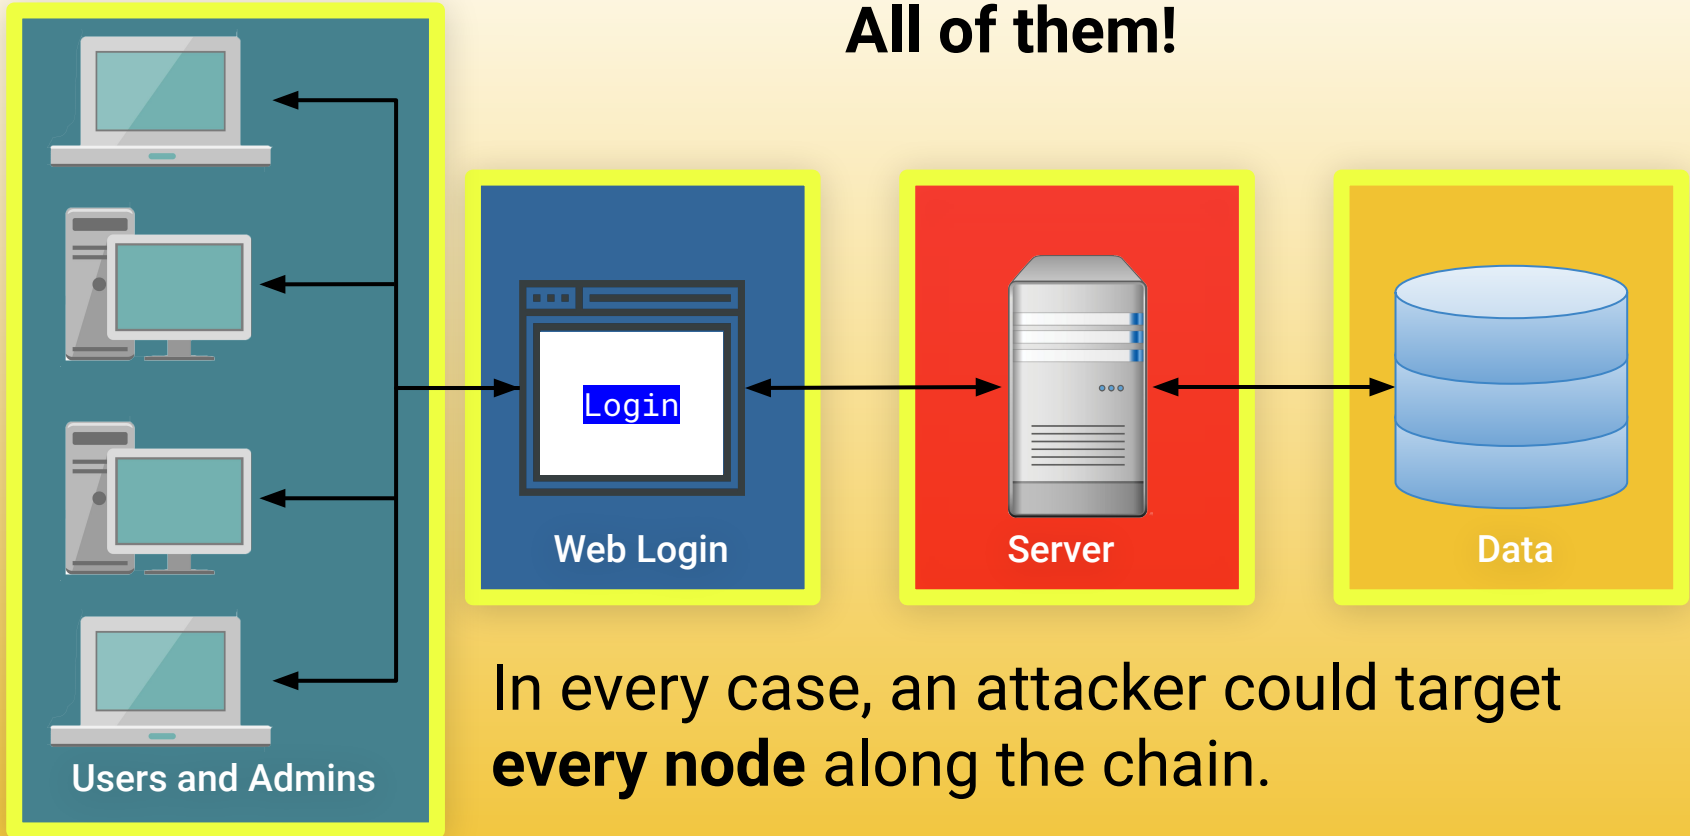 All of them!
Login
Web Login
Server
Data
Users and Admins
In every case, an attacker could target
every node along the chain.